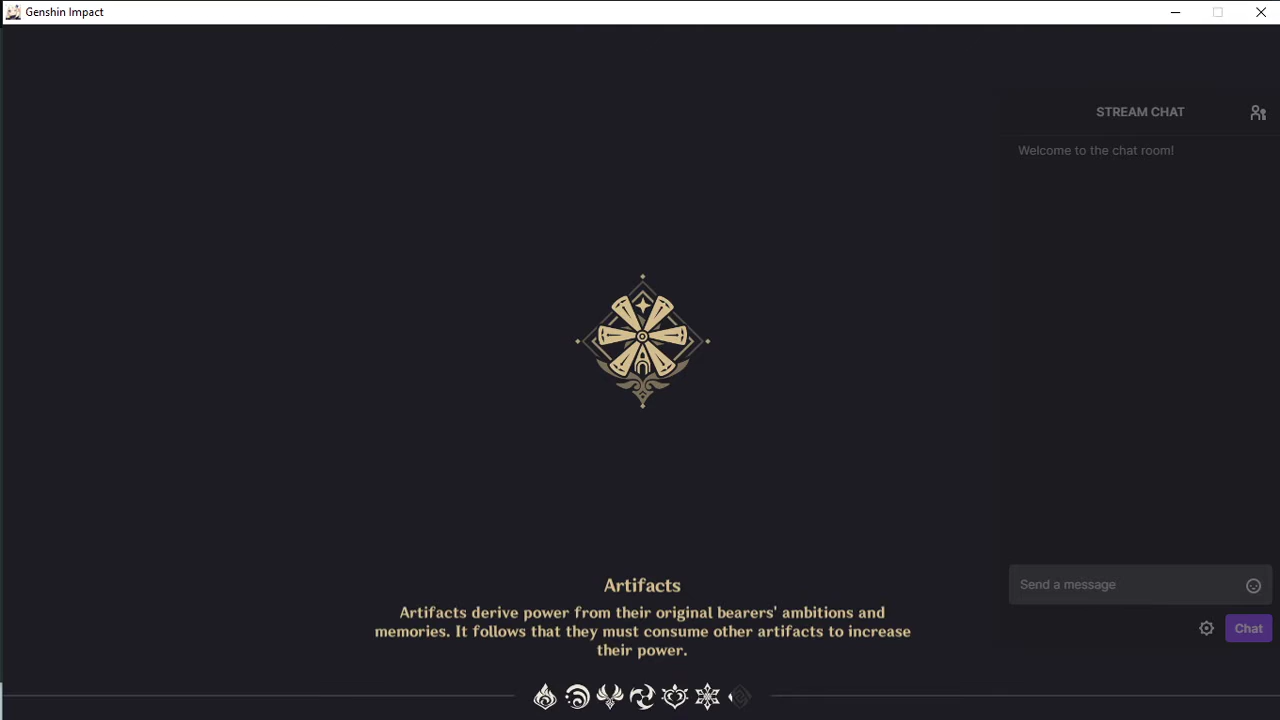 Genshin Impact
STREAM CHAT
Welcome to the chat room!
Artifacts
Artifacts derive power from their original bearers' ambitions and
memories. It follows that they must consume other artifacts to increase
their power.
Send a message
Chat